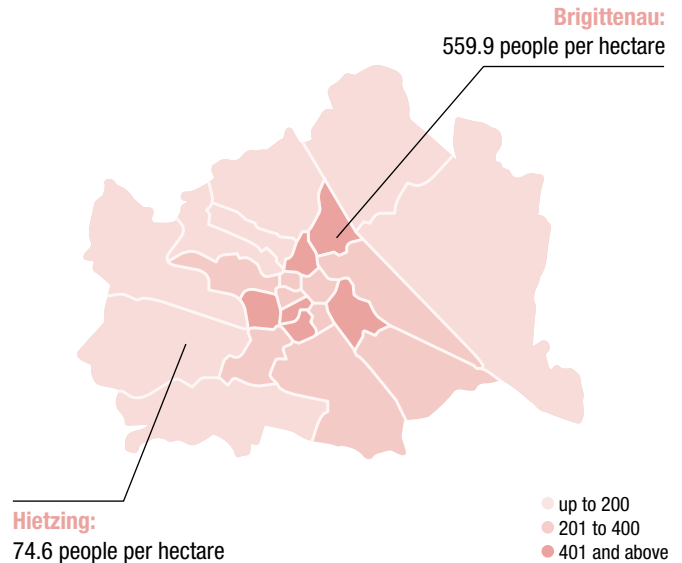 Brigittenau:
559.9 people per hectare
Hietzing:
74.6 people per hectare
up to 200
201 to 400
401 and above